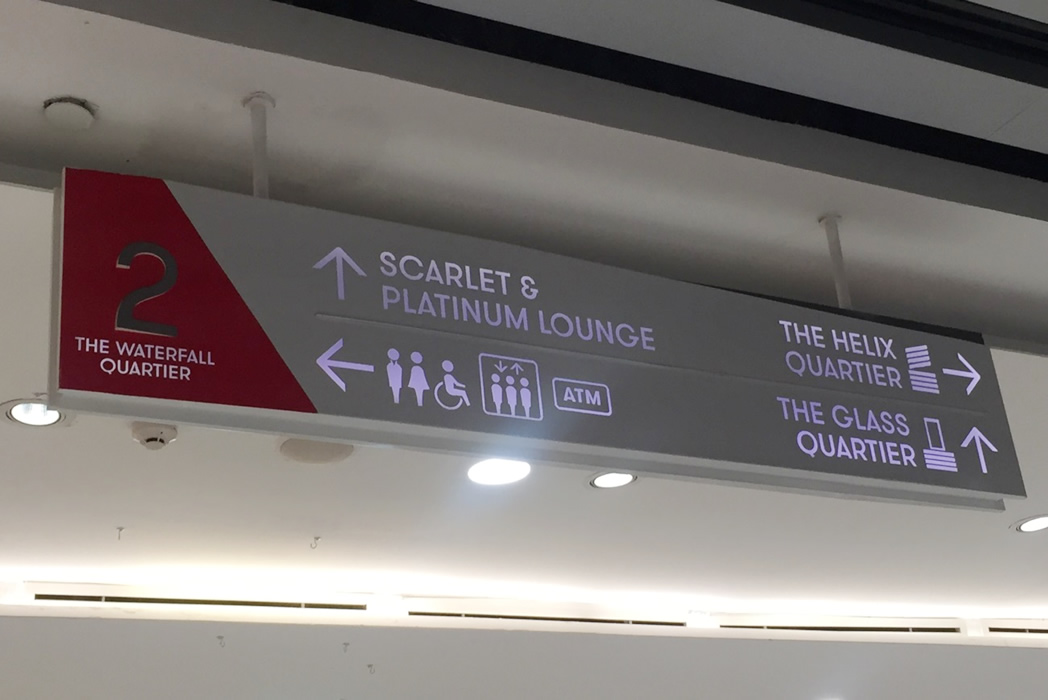 2
THE WATERFALL
QUARTIER
SCARLET &
PLATINUM LOUNGE
ATM
THE HELIX
QUARTIER
THE GLASS
QUARTIER